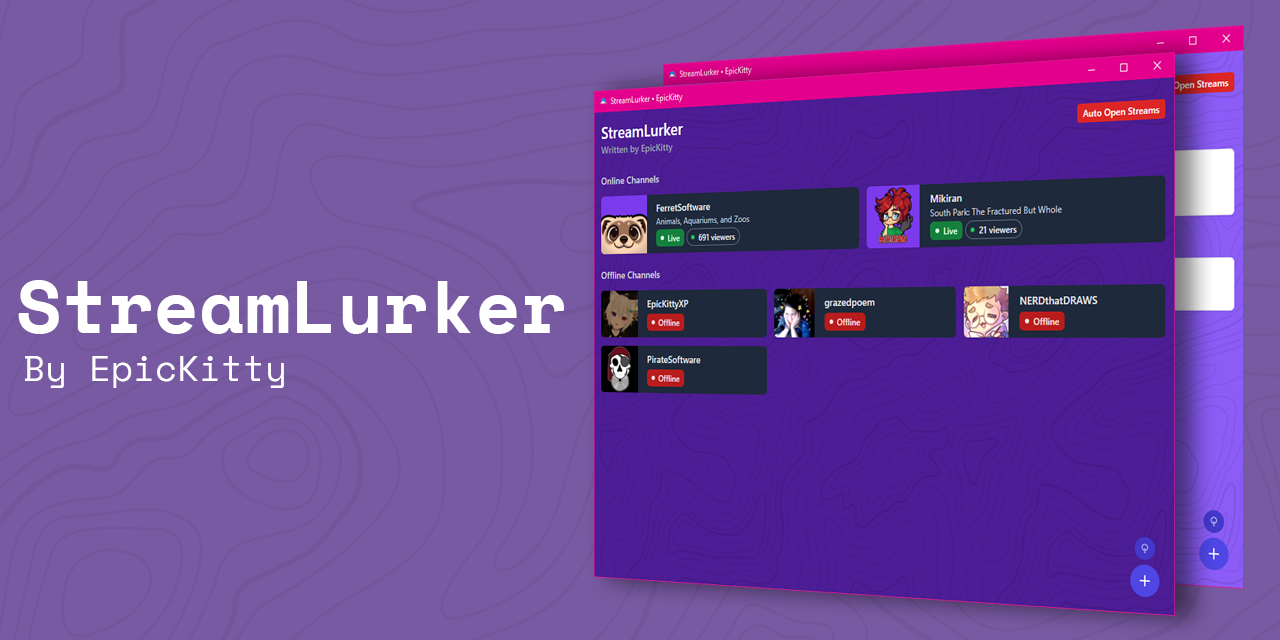 StreamLurker
By EpicKitty
StreamLurker • EpicKitty
Open Streams
StreamLurker • EpicKitty
StreamLurker
Written by EpicKitty
Auto Open Streams
Online Channels
FerretSoftware
Animals, Aquariums, and Zoos
Live
691 viewers
Mikiran
South Park: The Fractured But Whole
Live
21 viewers
Offline Channels
EpicKittyXP
Offline
grazedpoem
Offline
NERDthatDRAWS
Offline
PirateSoftware
Offline